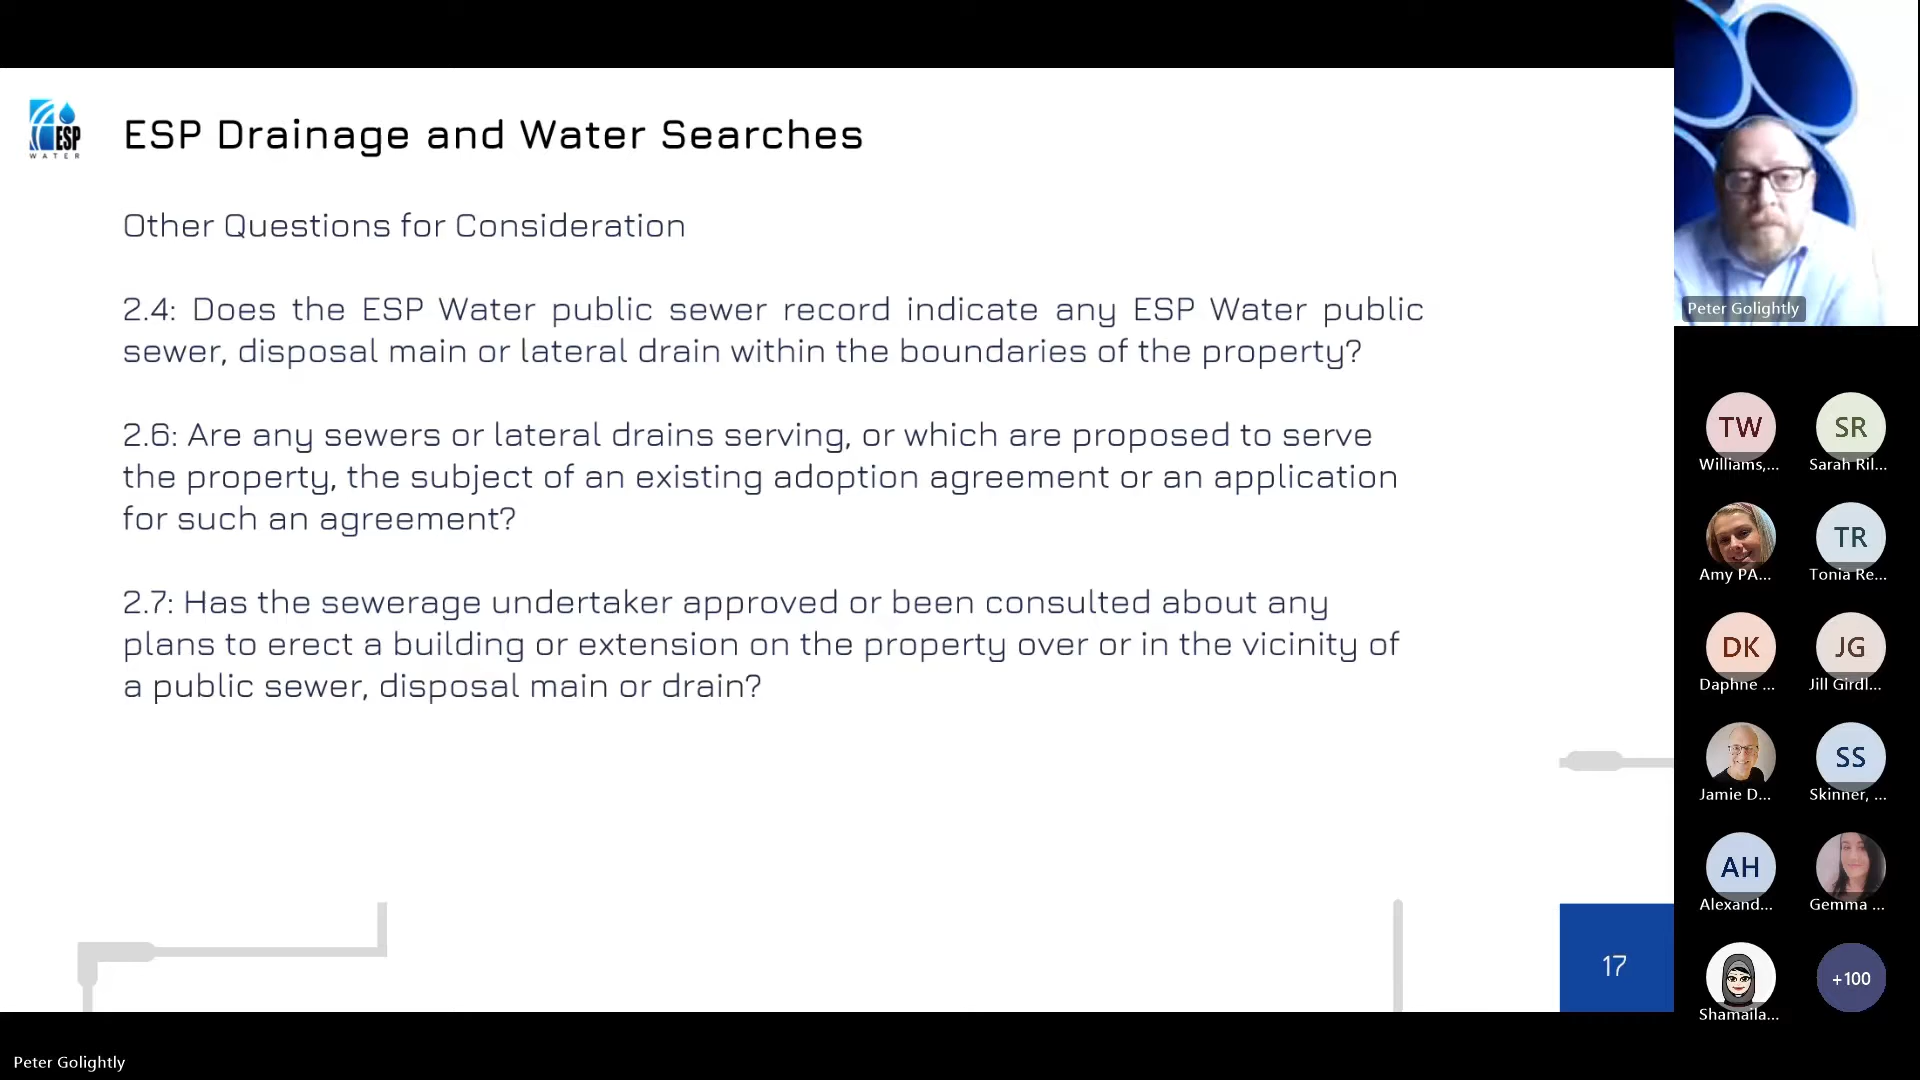 ESP
WATER
ESP Drainage and Water Searches
Other Questions for Consideration
2.4: Does the ESP Water public sewer record indicate any ESP Water public
sewer, disposal main or lateral drain within the boundaries of the property?
2.6: Are any sewers or lateral drains serving, or which are proposed to serve
the property, the subject of an existing adoption agreement or an application
for such an agreement?
2.7: Has the sewerage undertaker approved or been consulted about any
plans to erect a building or extension on the property over or in the vicinity of
a public sewer, disposal main or drain?
17
Peter Golightly
TW
SR
Williams,...
Sarah Ril...
TR
Amy PA...
Tonia Re...
DK
JG
Daphne ...
Jill Girdl...
SS
Jamie D...
Skinner, ...
AH
Alexand...
Gemma ...
+100
Shamaila...
Peter Golightly